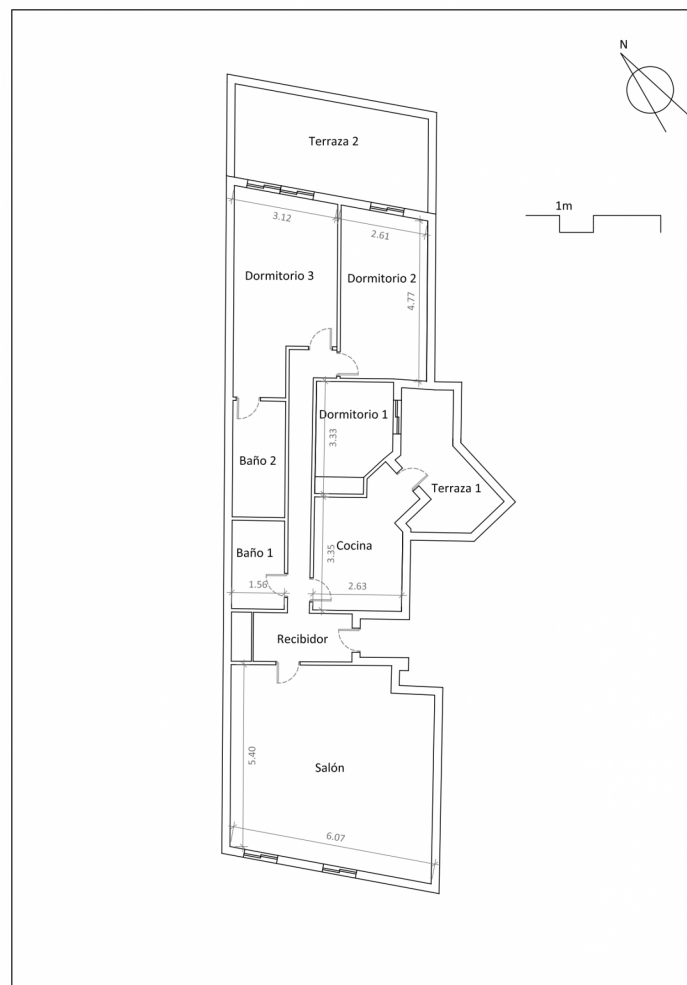 N
Terraza 2
1m
3.12
2.61
Dormitorio 3
Dormitorio 2
4.77
Dormitorio 1
3.33
Baño 2
Terraza 1
Baño 1
Cocina
3.35
1.56
2.63
Recibidor
5.40
Salón
6.07